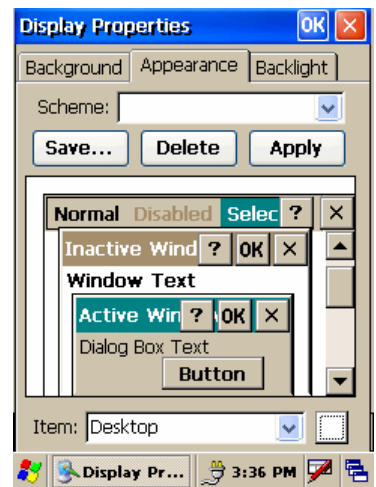 Display Properties OK
Background Appearance Backlight
Scheme:
Save... Delete Apply
Normal Disabled Selec ?
Inactive Wind ? OK
Window Text
Active Win ? OK
Dialog Box Text
Button
Item: Desktop
Display Pr... 3:36 PM